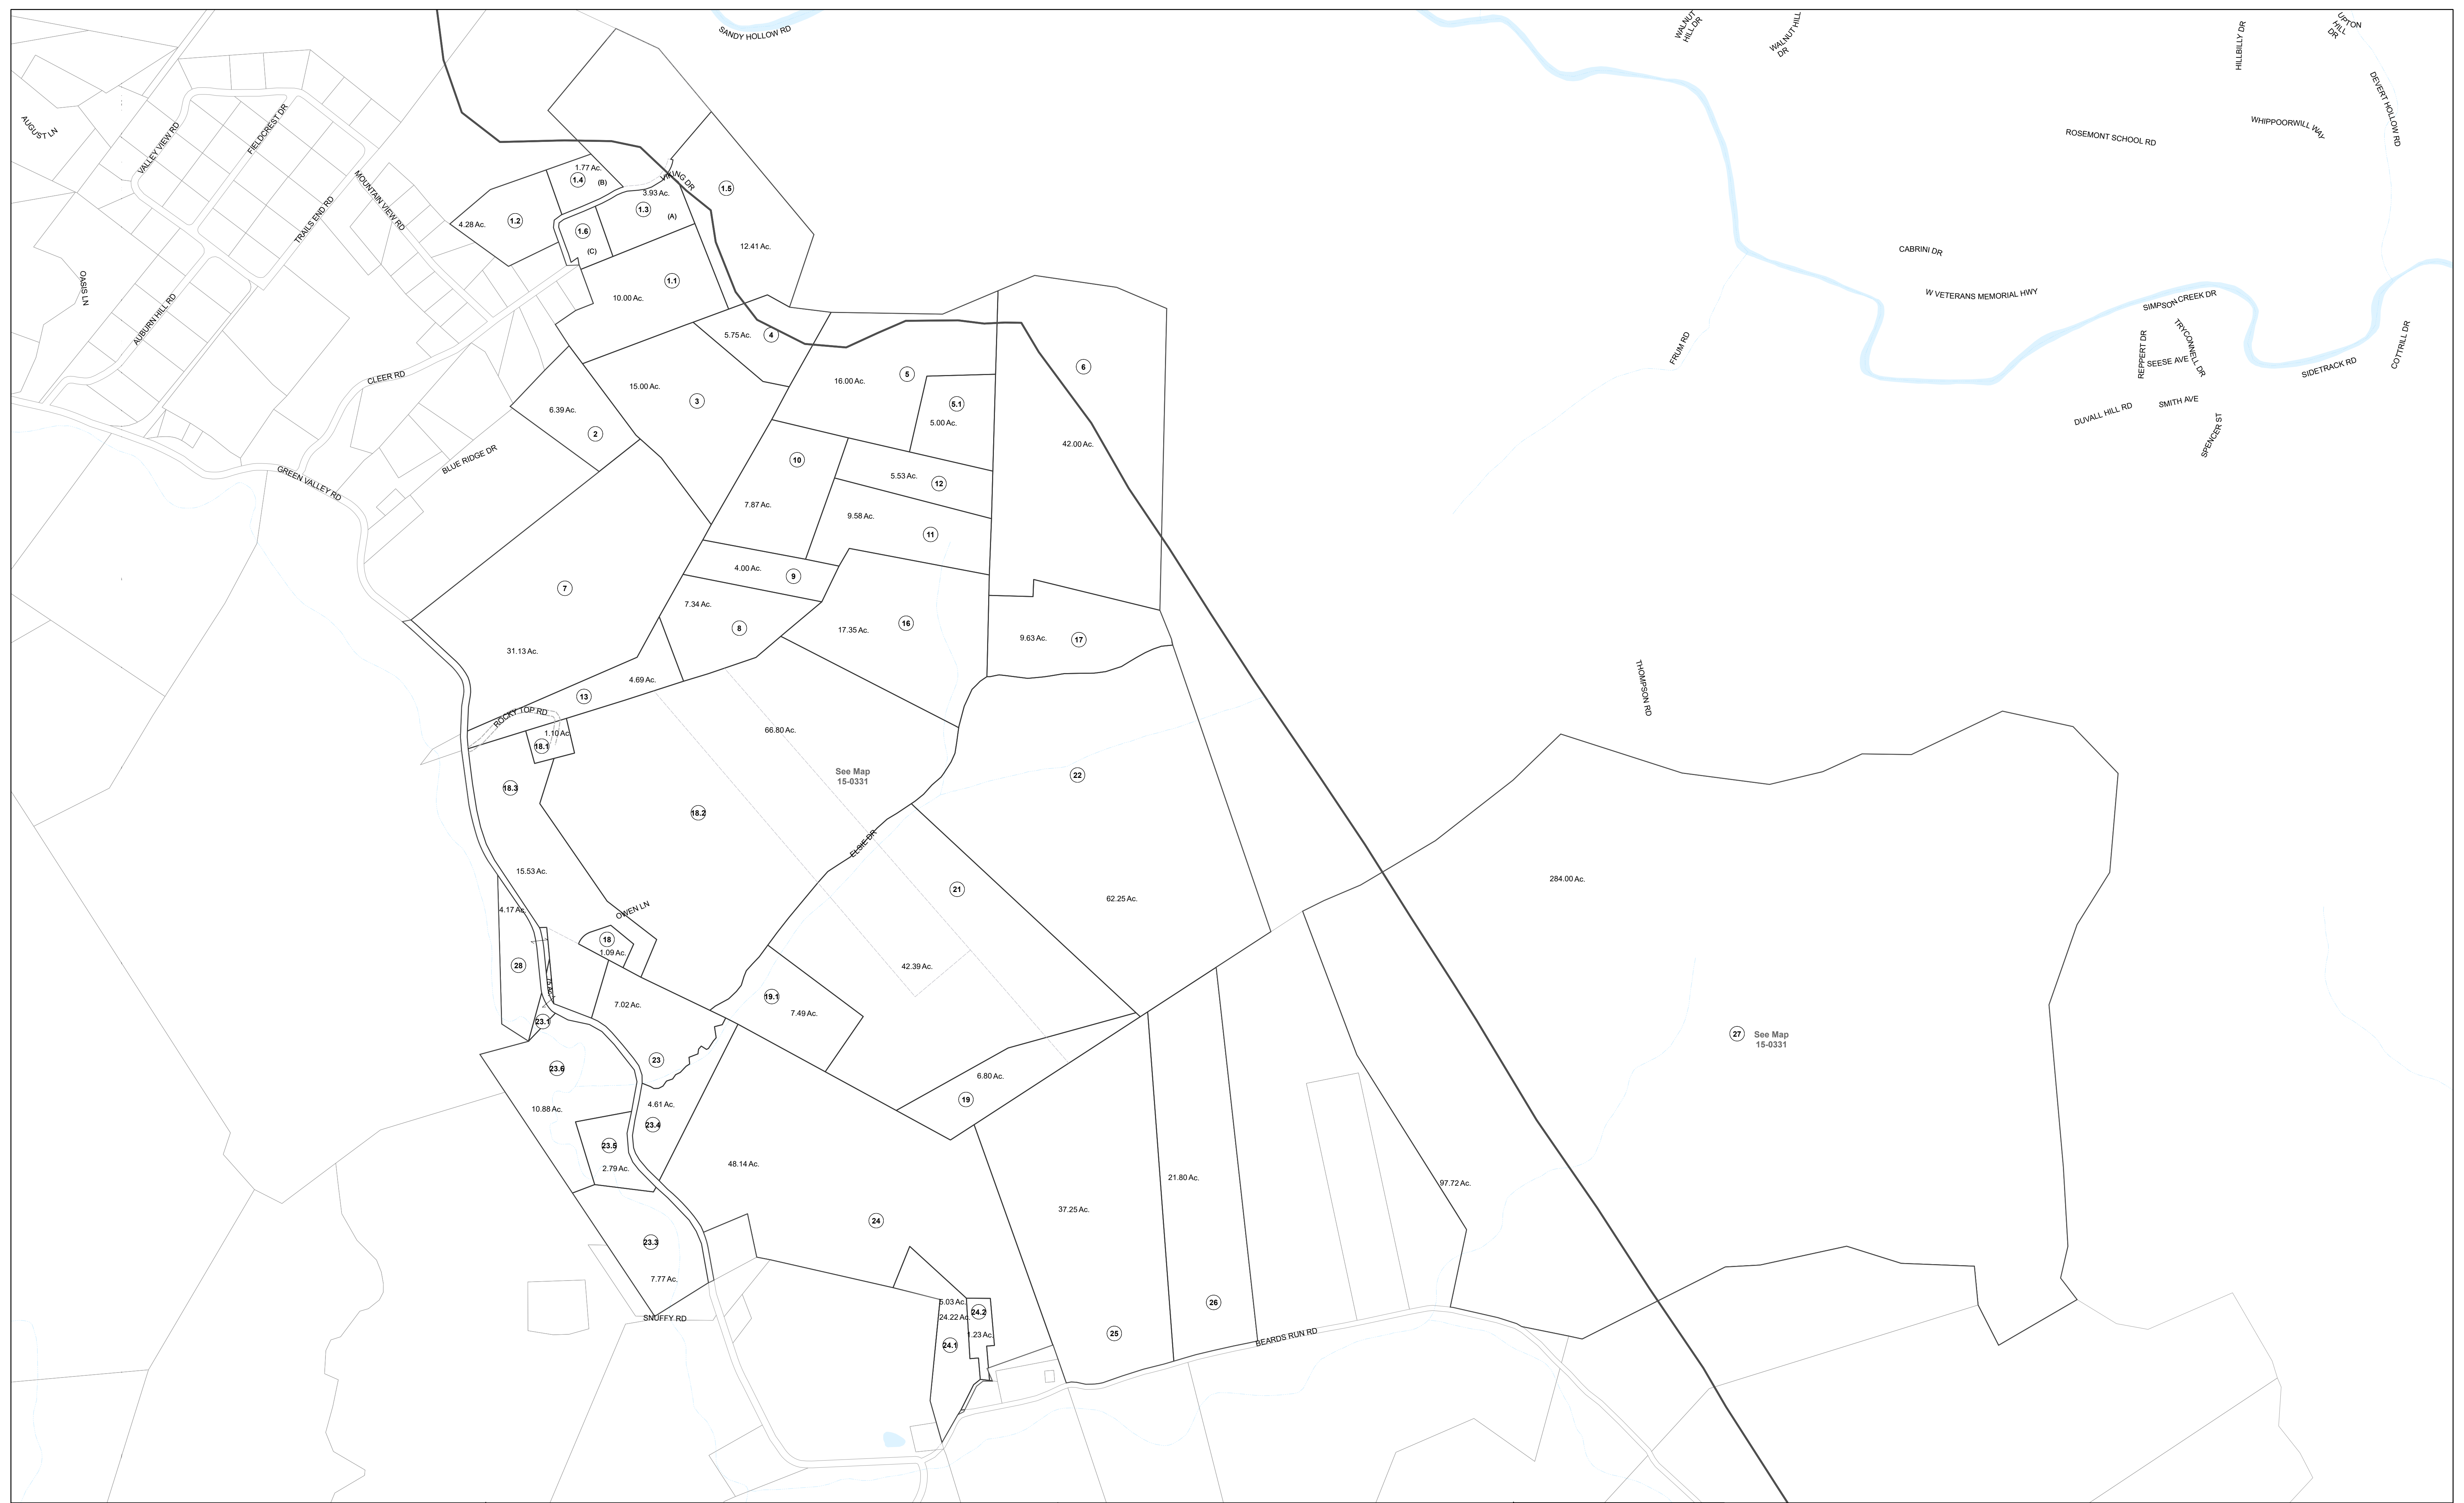 SANDY HOLLOW RD
WALNUT
HILL DR
WALNUT HILL
DR
HILLBILLY DR
UPTON
HILL
DR
DEVERT HOLLOW RD
AUGUST LN
VALLEY VIEW RD
FIELDCREST DR
MOUNTAIN VIEW RD
TRAILS END RD
OASIS LN
AUBURN HILL RD
CLEER RD
BLUE RIDGE DR
GREEN VALLEY RD
ROSEMONT SCHOOL RD
WHIPPOORWILL WAY
CABRINI DR
W VETERANS MEMORIAL HWY
SIMPSON CREEK DR
TRYCONNELL DR
REPPERT DR
SEESE AVE
SIDETRACK RD
COTTRILL DR
DUVALL HILL RD
SMITH AVE
SPENCER ST
FRUM RD
THOMPSON RD
1.77 Ac.
1.4
(B)
VIKING DR
3.93 Ac.
1.3
(A)
1.5
12.41 Ac.
4.28 Ac.
1.2
1.6
(C)
1.1
10.00 Ac.
5.75 Ac.
4
15.00 Ac.
3
6.39 Ac.
2
16.00 Ac.
5
5.1
5.00 Ac.
6
42.00 Ac.
10
7.87 Ac.
5.53 Ac.
12
9.58 Ac.
11
4.00 Ac.
9
7.34 Ac.
8
7
31.13 Ac.
17.35 Ac.
16
9.63 Ac.
17
4.69 Ac.
13
ROCKY TOP RD
1.10 Ac.
18.1
18.3
15.53 Ac.
66.80 Ac.
See Map
15-0331
18.2
ELSIE DR
22
62.25 Ac.
21
42.39 Ac.
4.17 Ac.
28
OWEN LN
18
1.09 Ac.
7.02 Ac.
23
23.1
19.1
7.49 Ac.
6.80 Ac.
19
23.6
10.88 Ac.
4.61 Ac.
23.4
23.5
2.79 Ac.
23.3
7.77 Ac.
SNUFFY RD
48.14 Ac.
24
5.03 Ac.
24.2
24.22 Ac.
1.23 Ac.
24.1
37.25 Ac.
25
21.80 Ac.
26
BEARDS RUN RD
97.72 Ac.
284.00 Ac.
27
See Map
15-0331